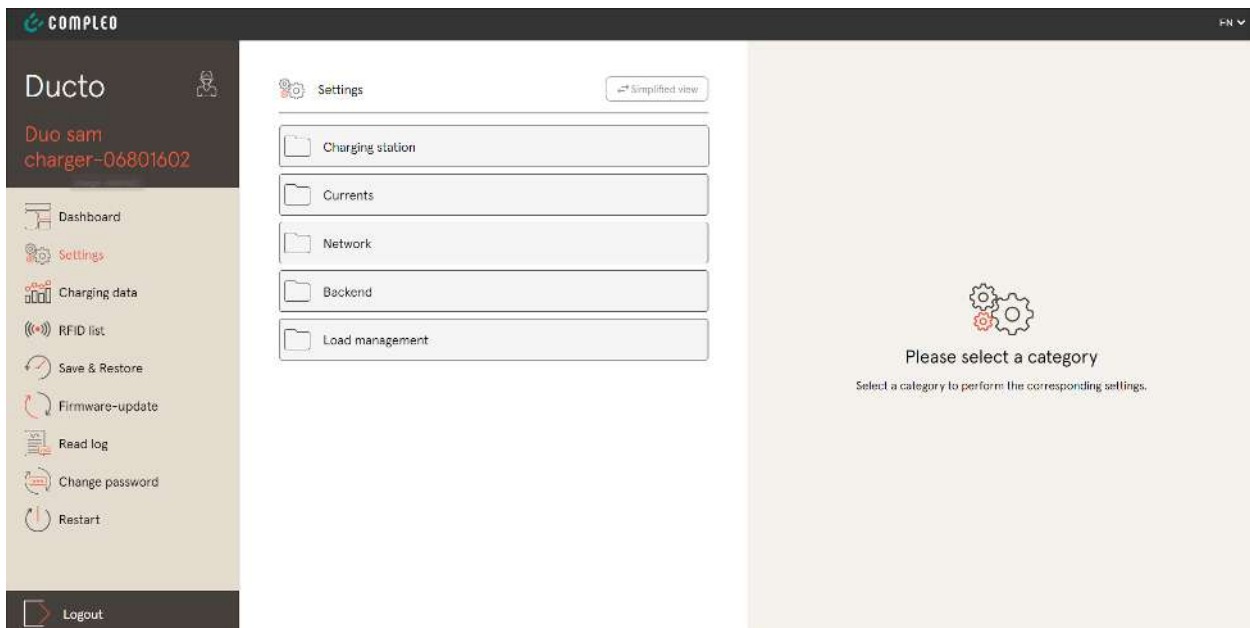 COMPLEO
EN
Ducto
Duo sam
charger-06801602
Dashboard
Settings
Charging data
RFID list
Save & Restore
Firmware-update
Read log
Change password
Restart
Logout
Settings
Simplified view
Charging station
Currents
Network
Backend
Load management
Please select a category
Select a category to perform the corresponding settings.